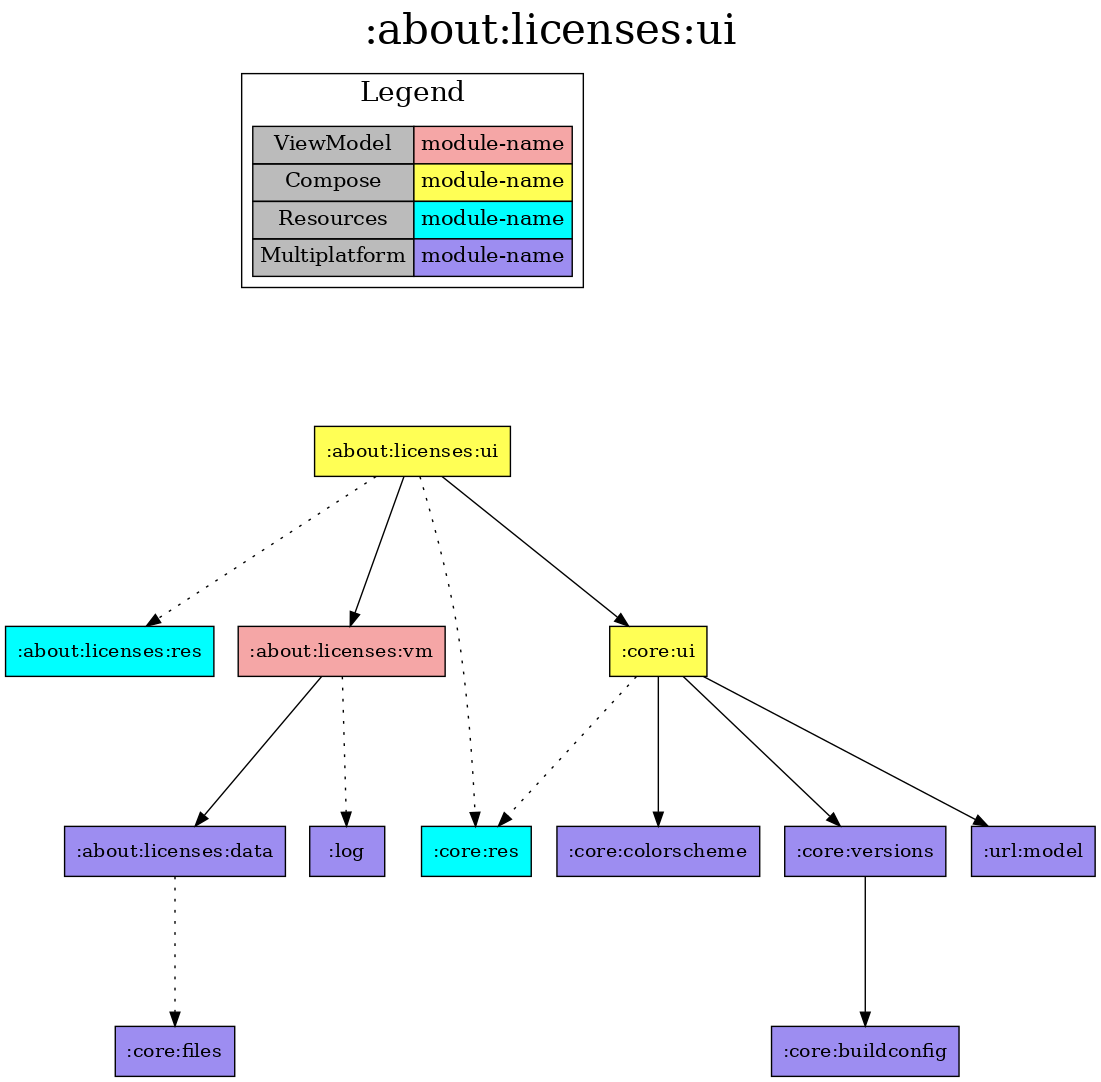 :about:licenses:ui
Legend
ViewModel module-name
Compose module-name
Resources module-name
Multiplatform module-name
:about:licenses:ui
:about:licenses:res
:about:licenses:vm
:core:ui
:about:licenses:data
:log
:core:res
:core:colorscheme
:core:versions
:url:model
:core:files
:core:buildconfig